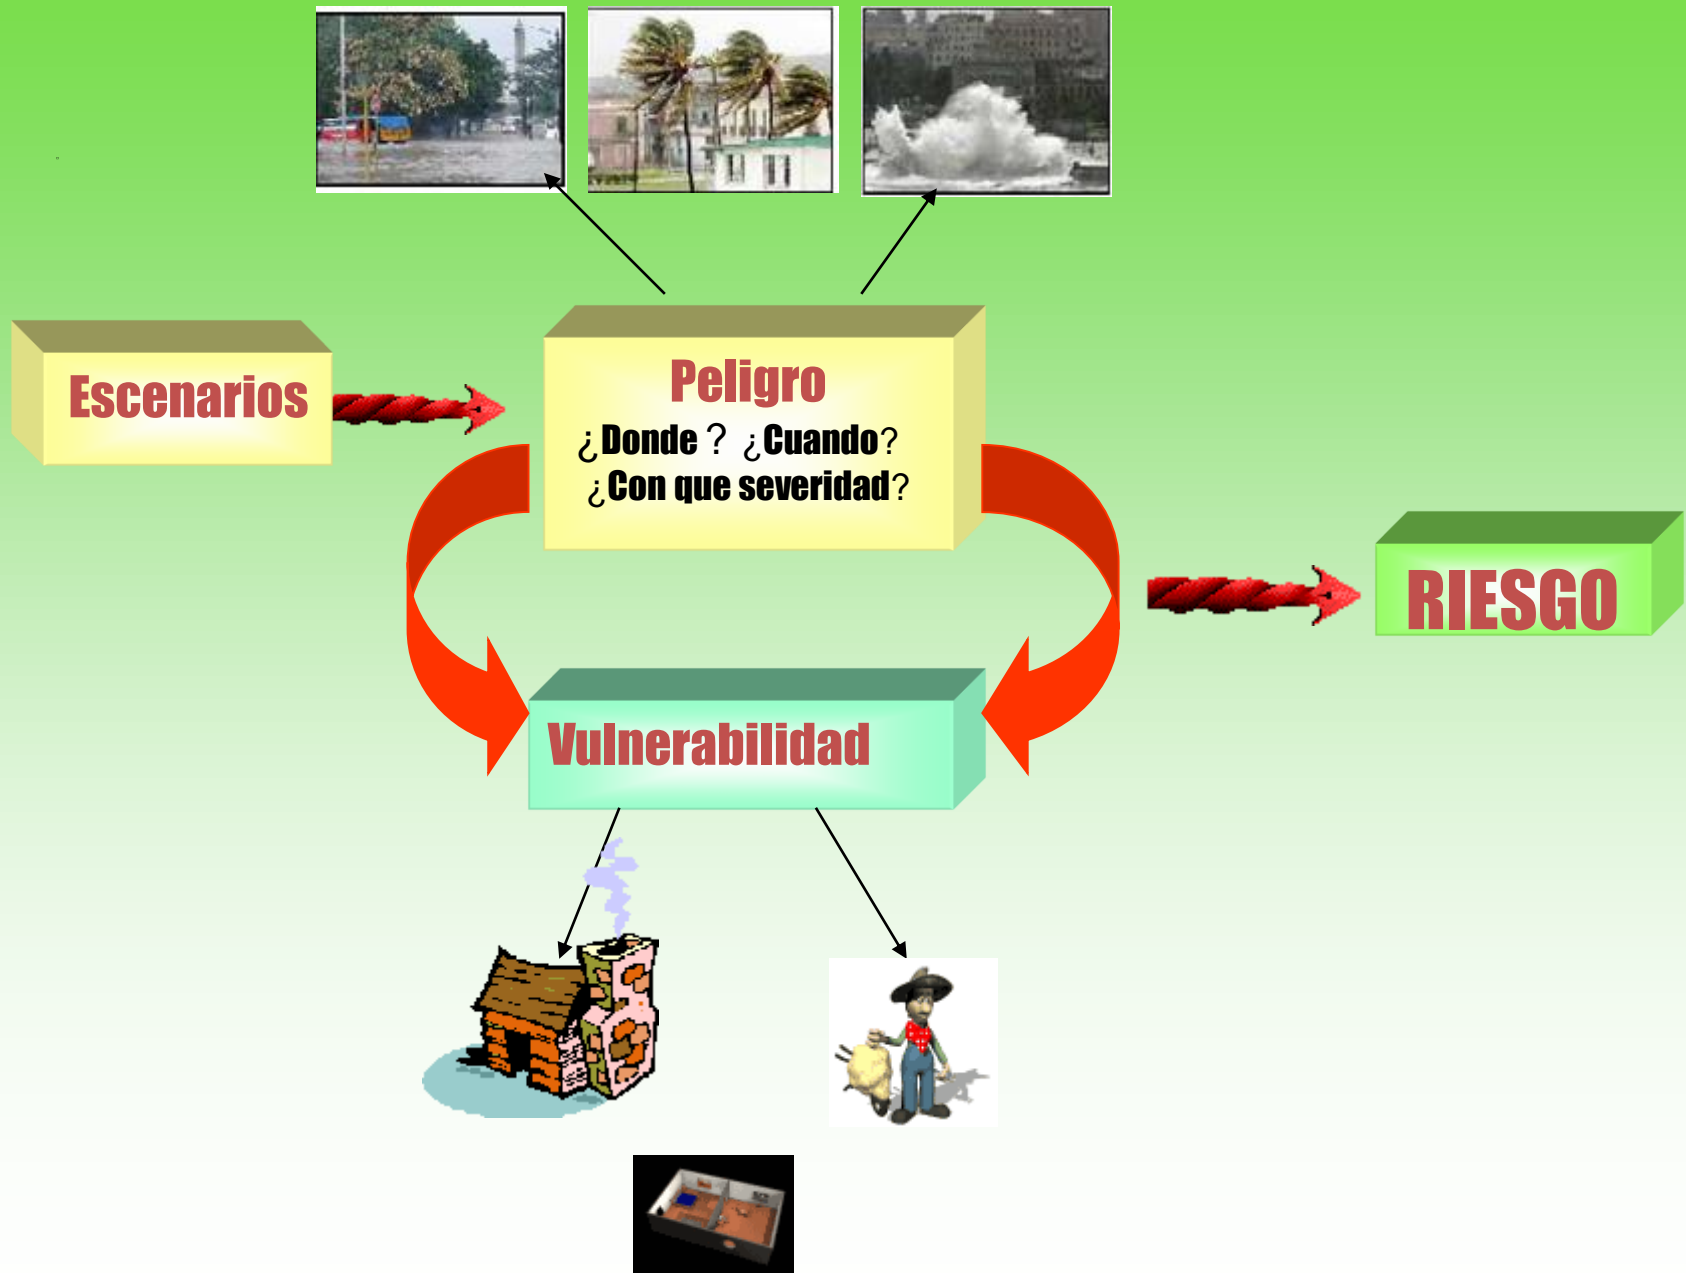 Escenarios
Peligro
¿Donde ? ¿Cuando?
¿Con que severidad?
RIESGO
Vulnerabilidad